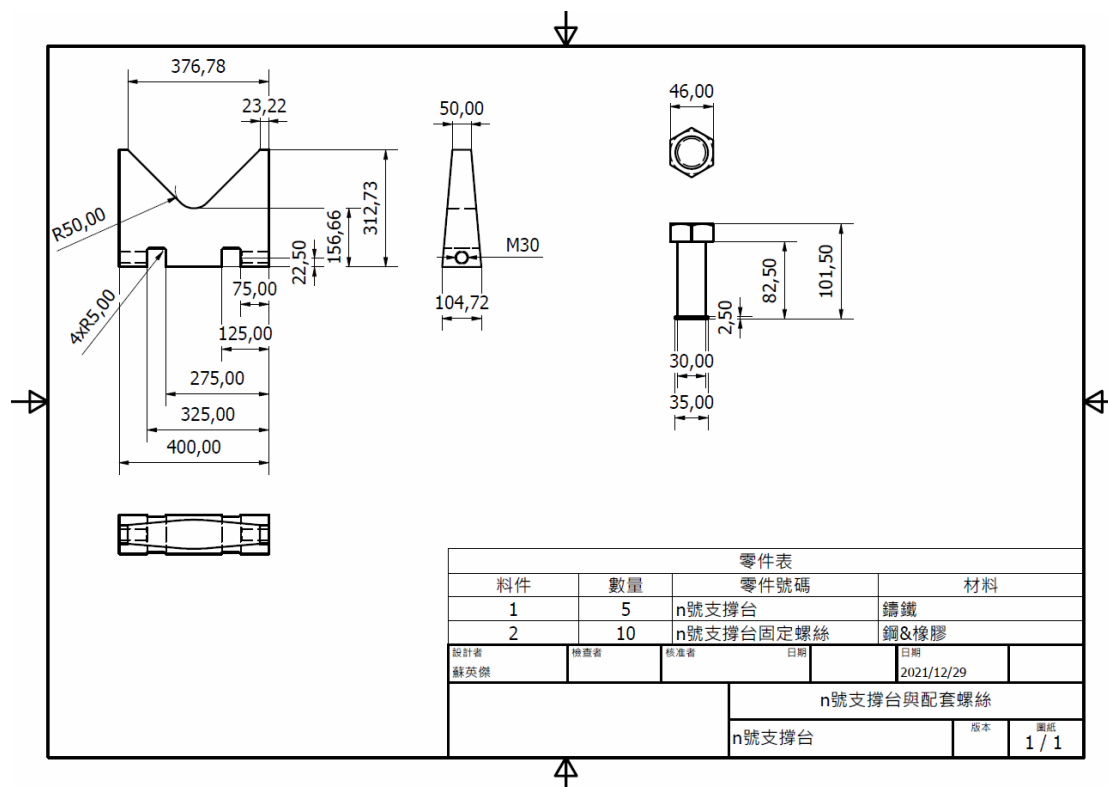 376,78
23,22
50,00
46,00
R50,00
156,66
312,73
22,50
M30
75,00
104,72
4xR5,00
125,00
275,00
325,00
400,00
82,50
101,50
2,50
30,00
35,00
零件表
料件 數量 零件號碼 材料
1 5 n號支撐台 鑄鐵
2 10 n號支撐台固定螺絲 鋼&橡膠
設計者 檢查者 核准者 日期 日期
蘇英傑 2021/12/29
n號支撐台與配套螺絲
n號支撐台 版本 圖紙
1 / 1